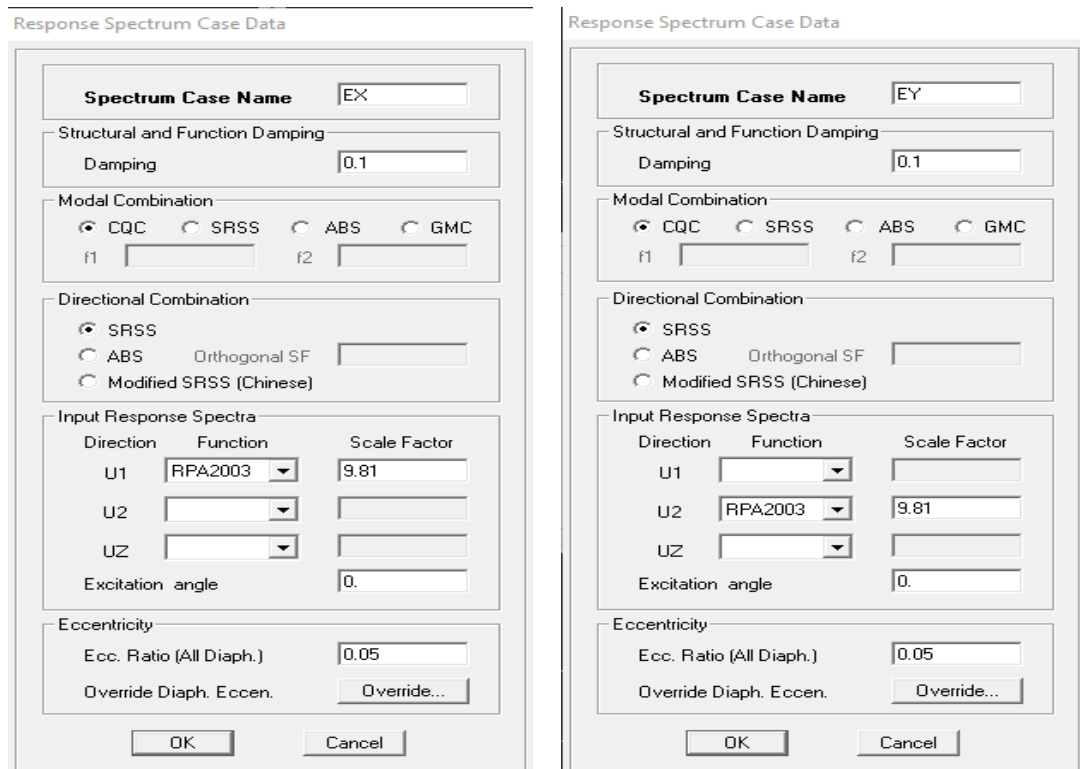 Response Spectrum Case Data
Spectrum Case Name EX
Structural and Function Damping
Damping 0.1
Modal Combination
CQC SRSS ABS GMC
f1 f2
Directional Combination
SRSS
ABS Orthogonal SF
Modified SRSS (Chinese)
Input Response Spectra
Direction Function Scale Factor
U1 RPA2003 9.81
U2
UZ
Excitation angle 0.
Eccentricity
Ecc. Ratio (All Diaph.) 0.05
Override Diaph. Eccen. Override...
OK Cancel
Response Spectrum Case Data
Spectrum Case Name EY
Structural and Function Damping
Damping 0.1
Modal Combination
CQC SRSS ABS GMC
f1 f2
Directional Combination
SRSS
ABS Orthogonal SF
Modified SRSS (Chinese)
Input Response Spectra
Direction Function Scale Factor
U1
U2 RPA2003 9.81
UZ
Excitation angle 0.
Eccentricity
Ecc. Ratio (All Diaph.) 0.05
Override Diaph. Eccen. Override...
OK Cancel